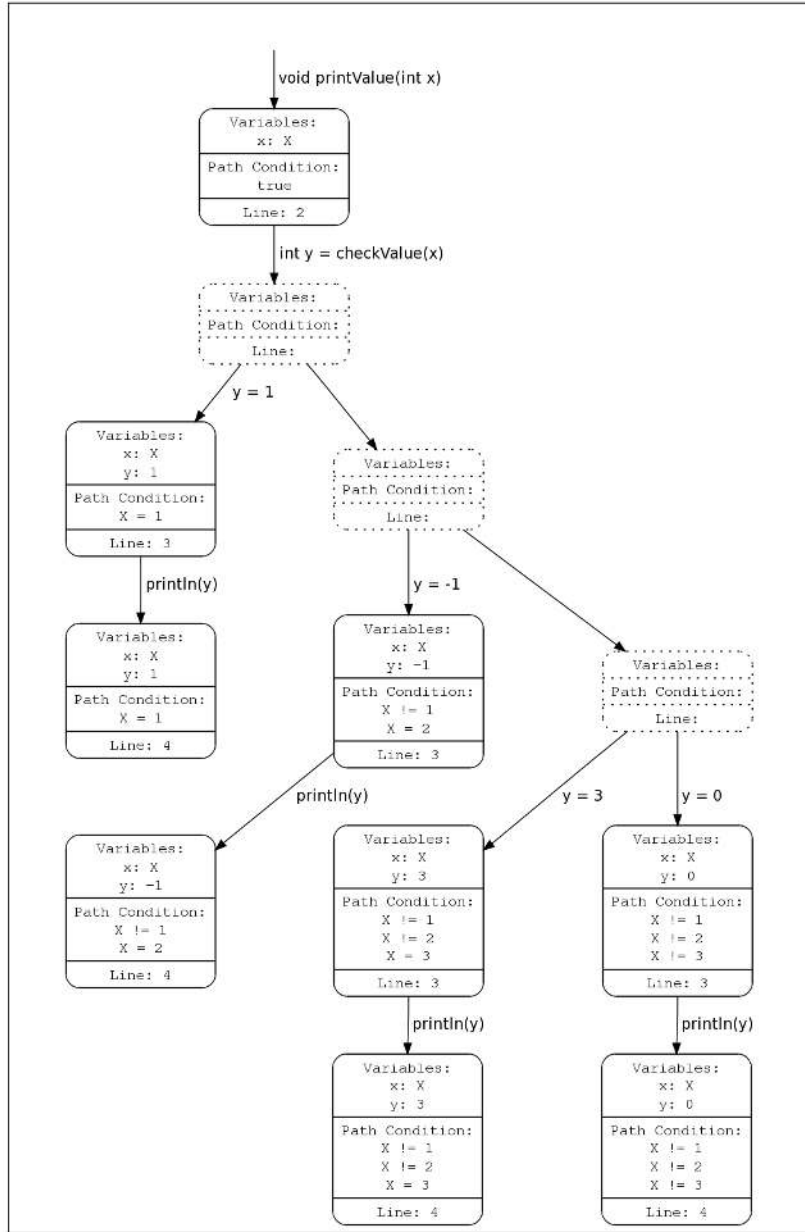 void printValue(int x)
Variables:
x: X
Path Condition:
true
Line: 2
int y = checkValue(x)
Variables:
Path Condition:
Line:
y = 1
Variables:
x: X
y: 1
Path Condition:
X = 1
Line: 3
Variables:
Path Condition:
Line:
println(y)
y = -1
Variables:
x: X
y: 1
Path Condition:
X = 1
Line: 4
Variables:
x: X
y: -1
Path Condition:
X != 1
X = 2
Line: 3
Variables:
Path Condition:
Line:
println(y)
y = 3
y = 0
Variables:
x: X
y: -1
Path Condition:
X != 1
X = 2
Line: 4
Variables:
x: X
y: 3
Path Condition:
X != 1
X != 2
X = 3
Line: 3
Variables:
x: X
y: 0
Path Condition:
X != 1
X != 2
X != 3
Line: 3
println(y)
println(y)
Variables:
x: X
y: 3
Path Condition:
X != 1
X != 2
X = 3
Line: 4
Variables:
x: X
y: 0
Path Condition:
X != 1
X != 2
X != 3
Line: 4